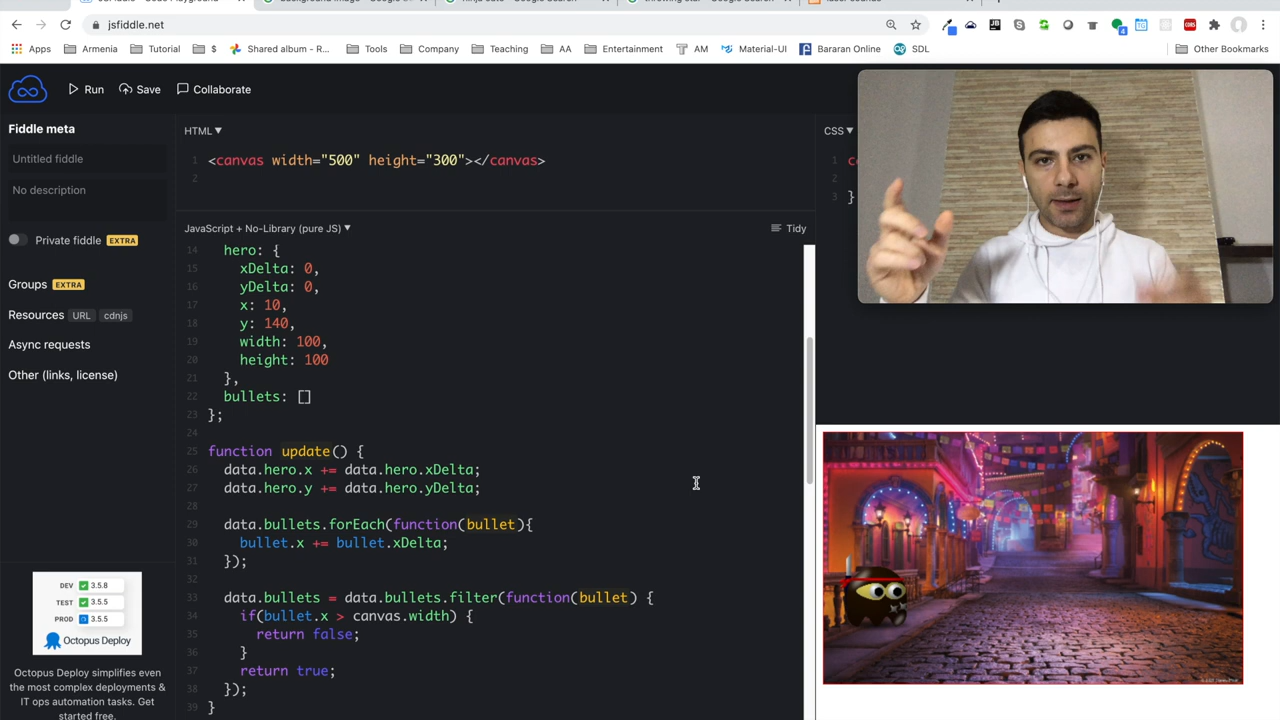 jsfiddle.net
Apps
Armenia
Tutorial
$
Shared album - R...
Tools
Company
Teaching
AA
Entertainment
AM
Material-UI
Bararan Online
SDL
Other Bookmarks
Run
Save
Collaborate
Fiddle meta
Untitled fiddle
No description
Private fiddle EXTRA
Groups EXTRA
Resources URL cdnjs
Async requests
Other (links, license)
DEV 3.5.8
TEST 3.5.5
PROD 3.5.5
Octopus Deploy
Octopus Deploy simplifies even
the most complex deployments &
IT ops automation tasks. Get
started free.
HTML ▼
1 <canvas width="500" height="300"></canvas>
2
JavaScript + No-Library (pure JS) ▼
Tidy
14 hero: {
15 xDelta: 0,
16 yDelta: 0,
17 x: 10,
18 y: 140,
19 width: 100,
20 height: 100
21 },
22 bullets: []
23 };
24
25 function update() {
26 data.hero.x += data.hero.xDelta;
27 data.hero.y += data.hero.yDelta;
28
29 data.bullets.forEach(function(bullet){
30 bullet.x += bullet.xDelta;
31 });
32
33 data.bullets = data.bullets.filter(function(bullet) {
34 if(bullet.x > canvas.width) {
35 return false;
36 }
37 return true;
38 });
39 }
CSS ▼
1
2
3 }